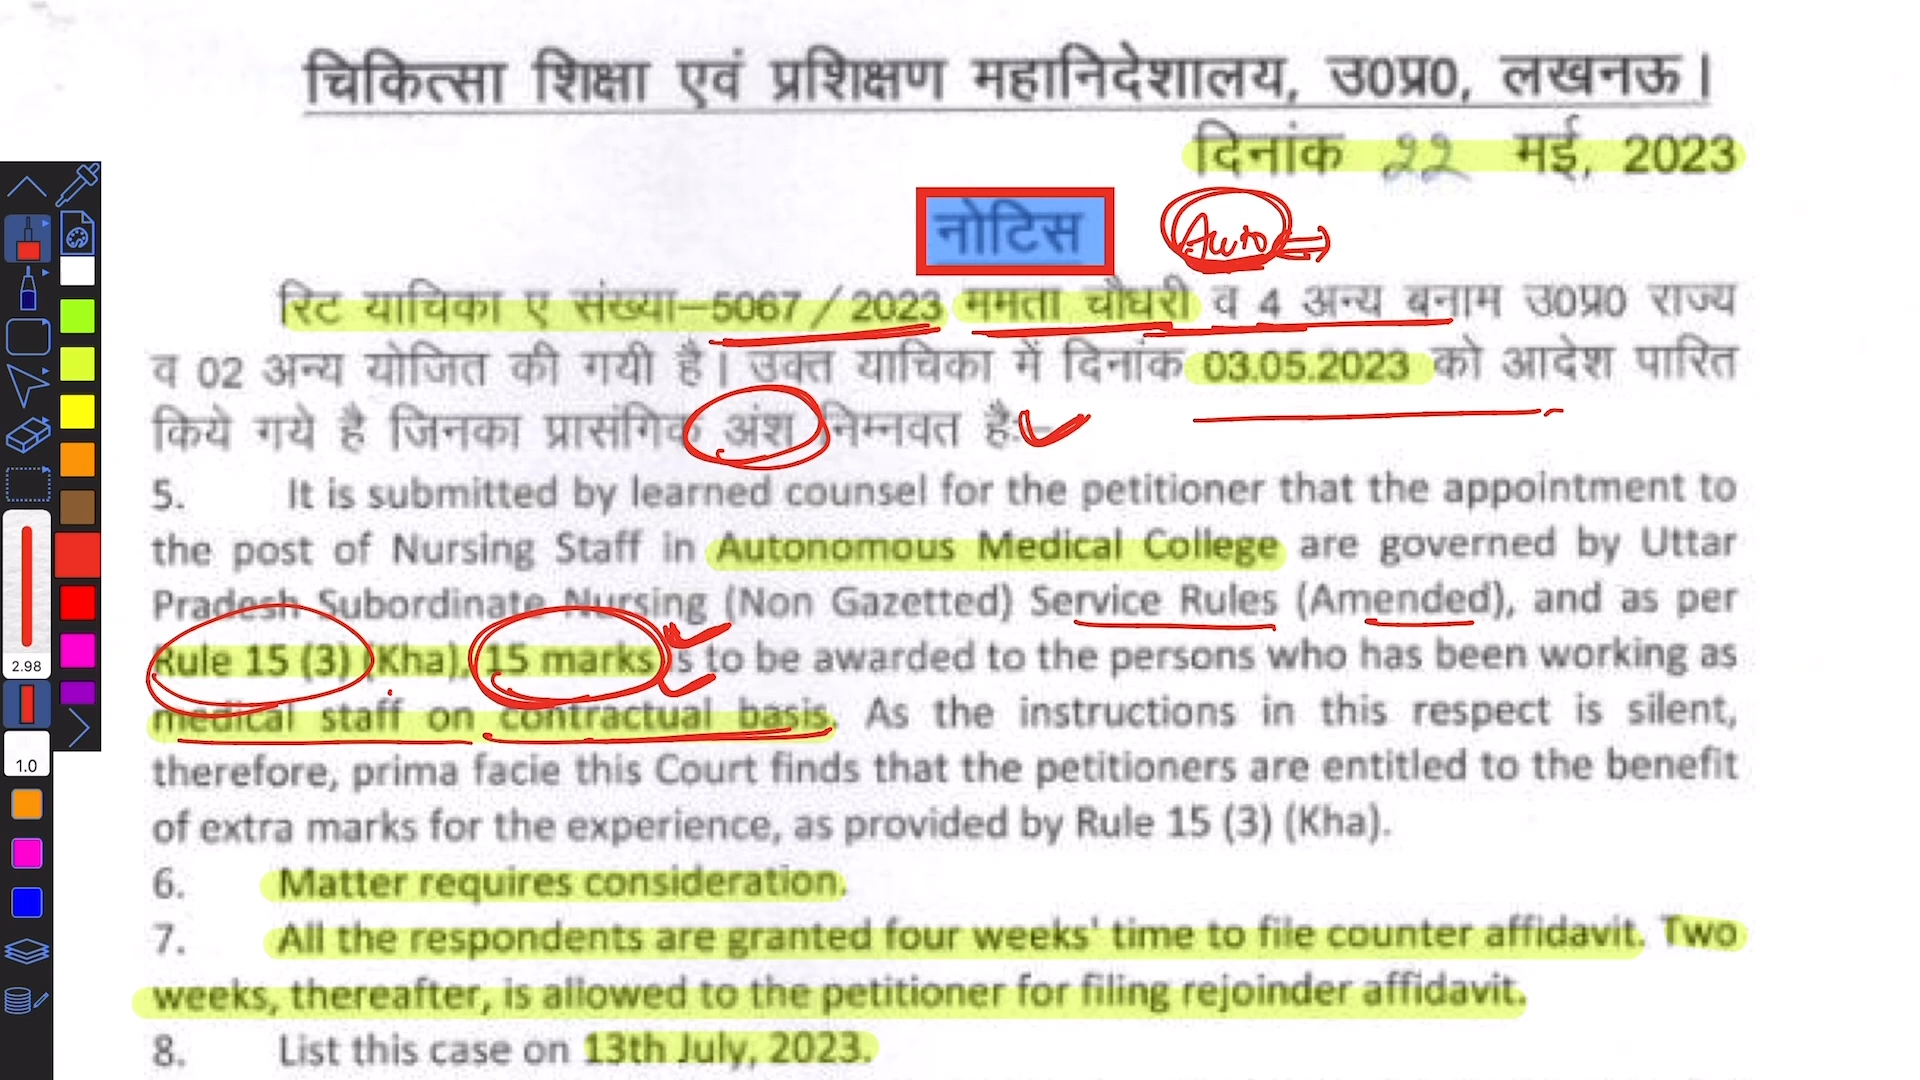 चिकित्सा शिक्षा एवं प्रशिक्षण महानिदेशालय, उ0प्र0, लखनऊ।
दिनांक 22 मई, 2023
नोटिस
Auto
रिट याचिका ए संख्या–5067 / 2023 ममता चौधरी व 4 अन्य बनाम उ0प्र0 राज्य
व 02 अन्य योजित की गयी है। उक्त याचिका में दिनांक 03.05.2023 को आदेश पारित
किये गये है जिनका प्रासंगिक अंश निम्नवत है:–
5. It is submitted by learned counsel for the petitioner that the appointment to
the post of Nursing Staff in Autonomous Medical College are governed by Uttar
Pradesh Subordinate Nursing (Non Gazetted) Service Rules (Amended), and as per
Rule 15 (3) (Kha), 15 marks is to be awarded to the persons who has been working as
medical staff on contractual basis. As the instructions in this respect is silent,
therefore, prima facie this Court finds that the petitioners are entitled to the benefit
of extra marks for the experience, as provided by Rule 15 (3) (Kha).
6. Matter requires consideration.
7. All the respondents are granted four weeks' time to file counter affidavit. Two
weeks, thereafter, is allowed to the petitioner for filing rejoinder affidavit.
8. List this case on 13th July, 2023.
2.98
1.0